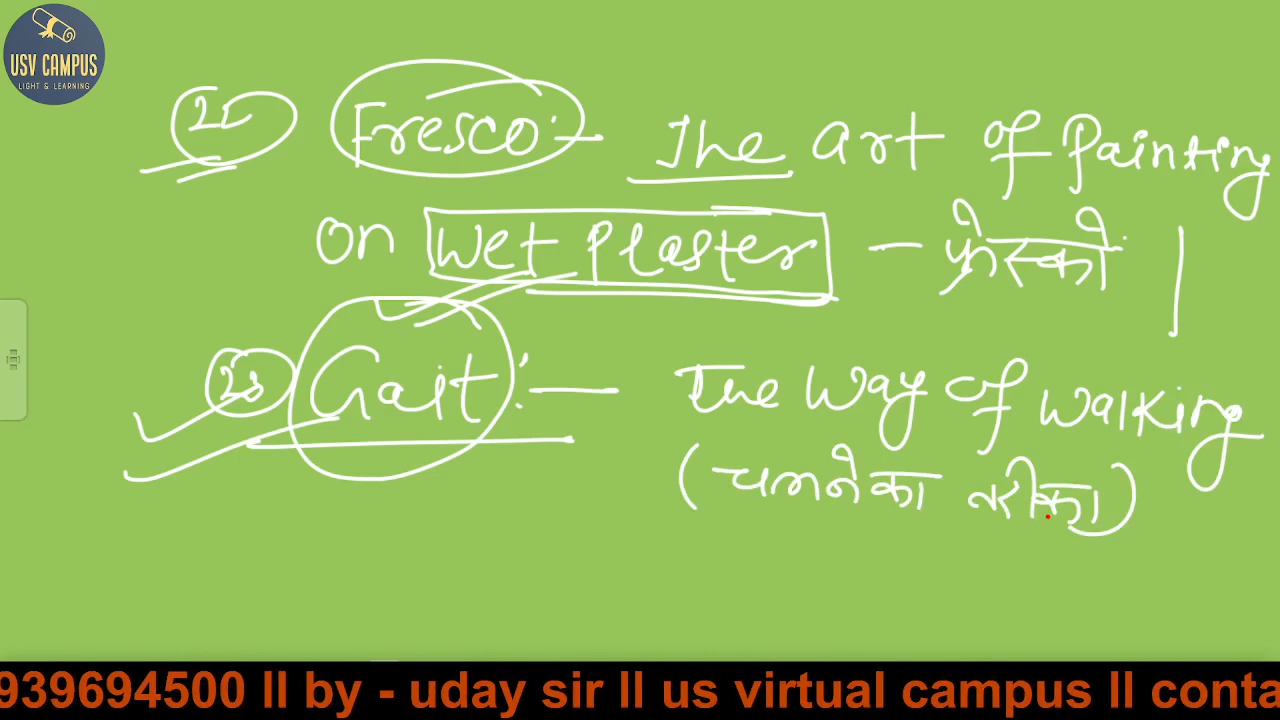 USV CAMPUS
LIGHT & LEARNING
22 Fresco :- The Art of Painting
on Wet Plaster - फ्रेस्को |
23 Gait :- The Way of Walking
(चलने का तरीका)
939694500 ll by - uday sir ll us virtual campus ll conta